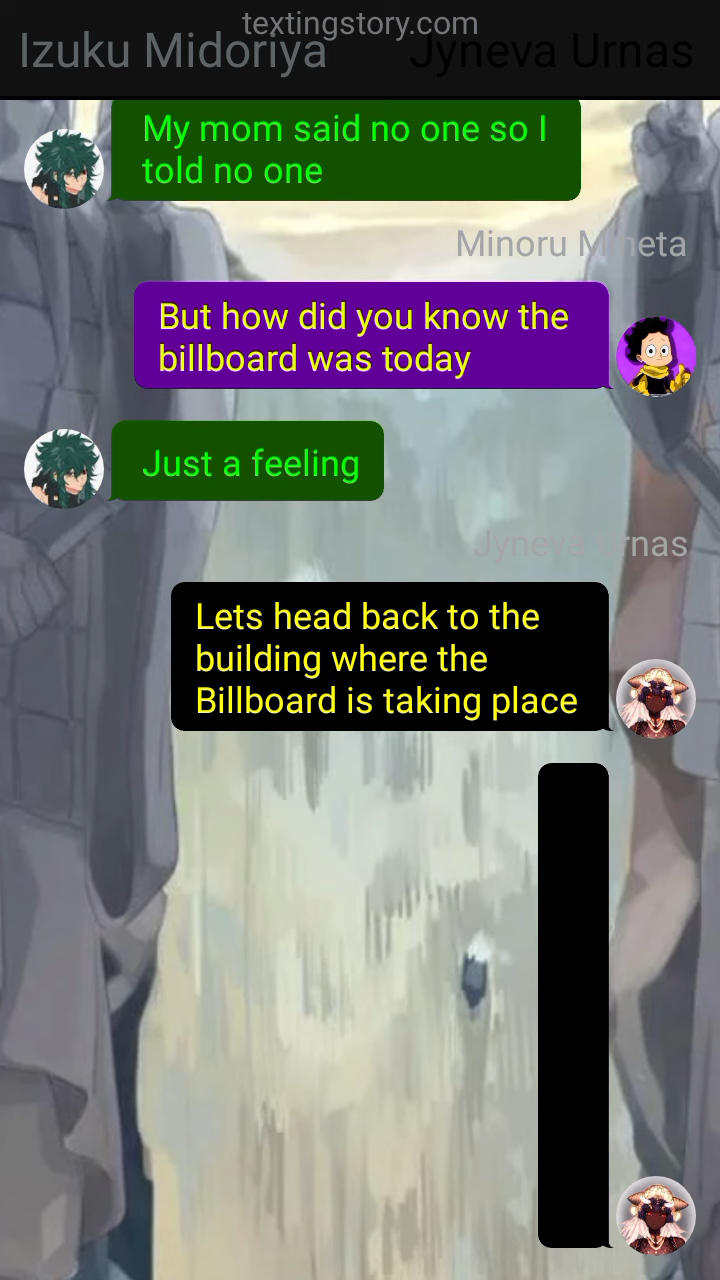 textingstory.com
Izuku Midoriya
Jyneva Urnas
My mom said no one so I
told no one
Minoru Mineta
But how did you know the
billboard was today
Just a feeling
Jyneva Urnas
Lets head back to the
building where the
Billboard is taking place